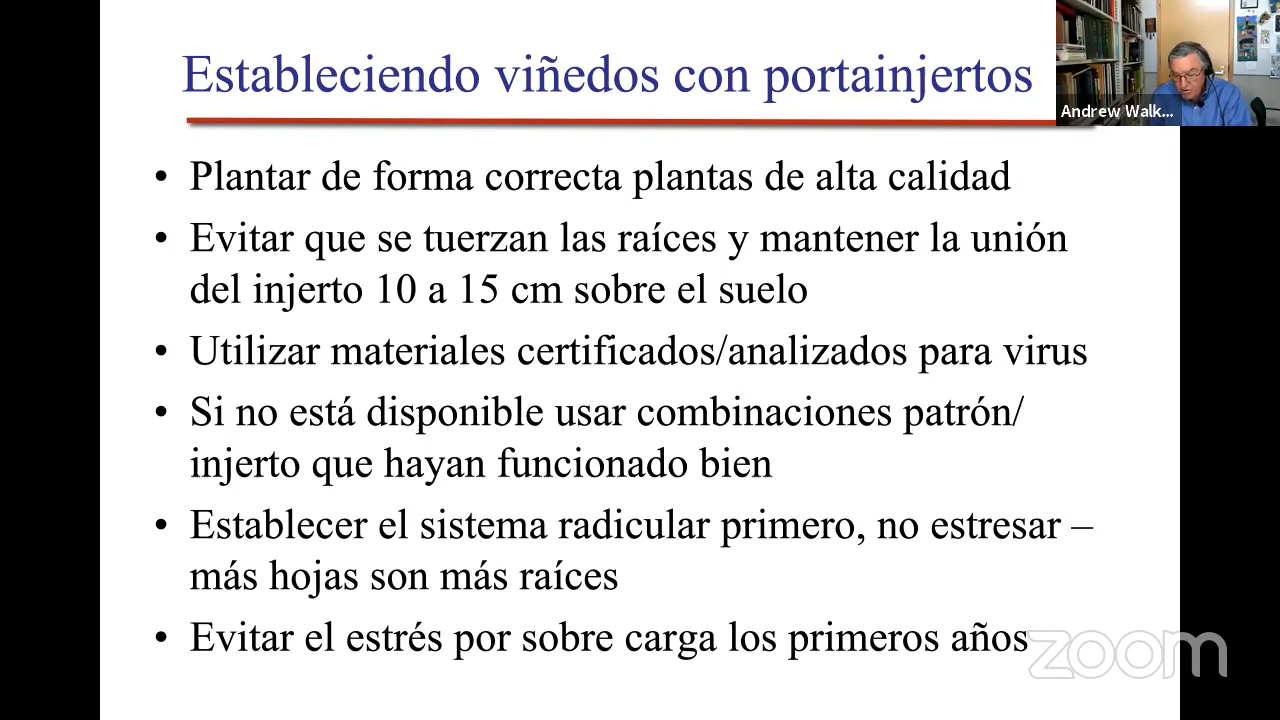 Estableciendo viñedos con portainjertos
Andrew Walk...
• Plantar de forma correcta plantas de alta calidad
• Evitar que se tuerzan las raíces y mantener la unión
del injerto 10 a 15 cm sobre el suelo
• Utilizar materiales certificados/analizados para virus
• Si no está disponible usar combinaciones patrón/
injerto que hayan funcionado bien
• Establecer el sistema radicular primero, no estresar –
más hojas son más raíces
• Evitar el estrés por sobre carga los primeros años
zoom